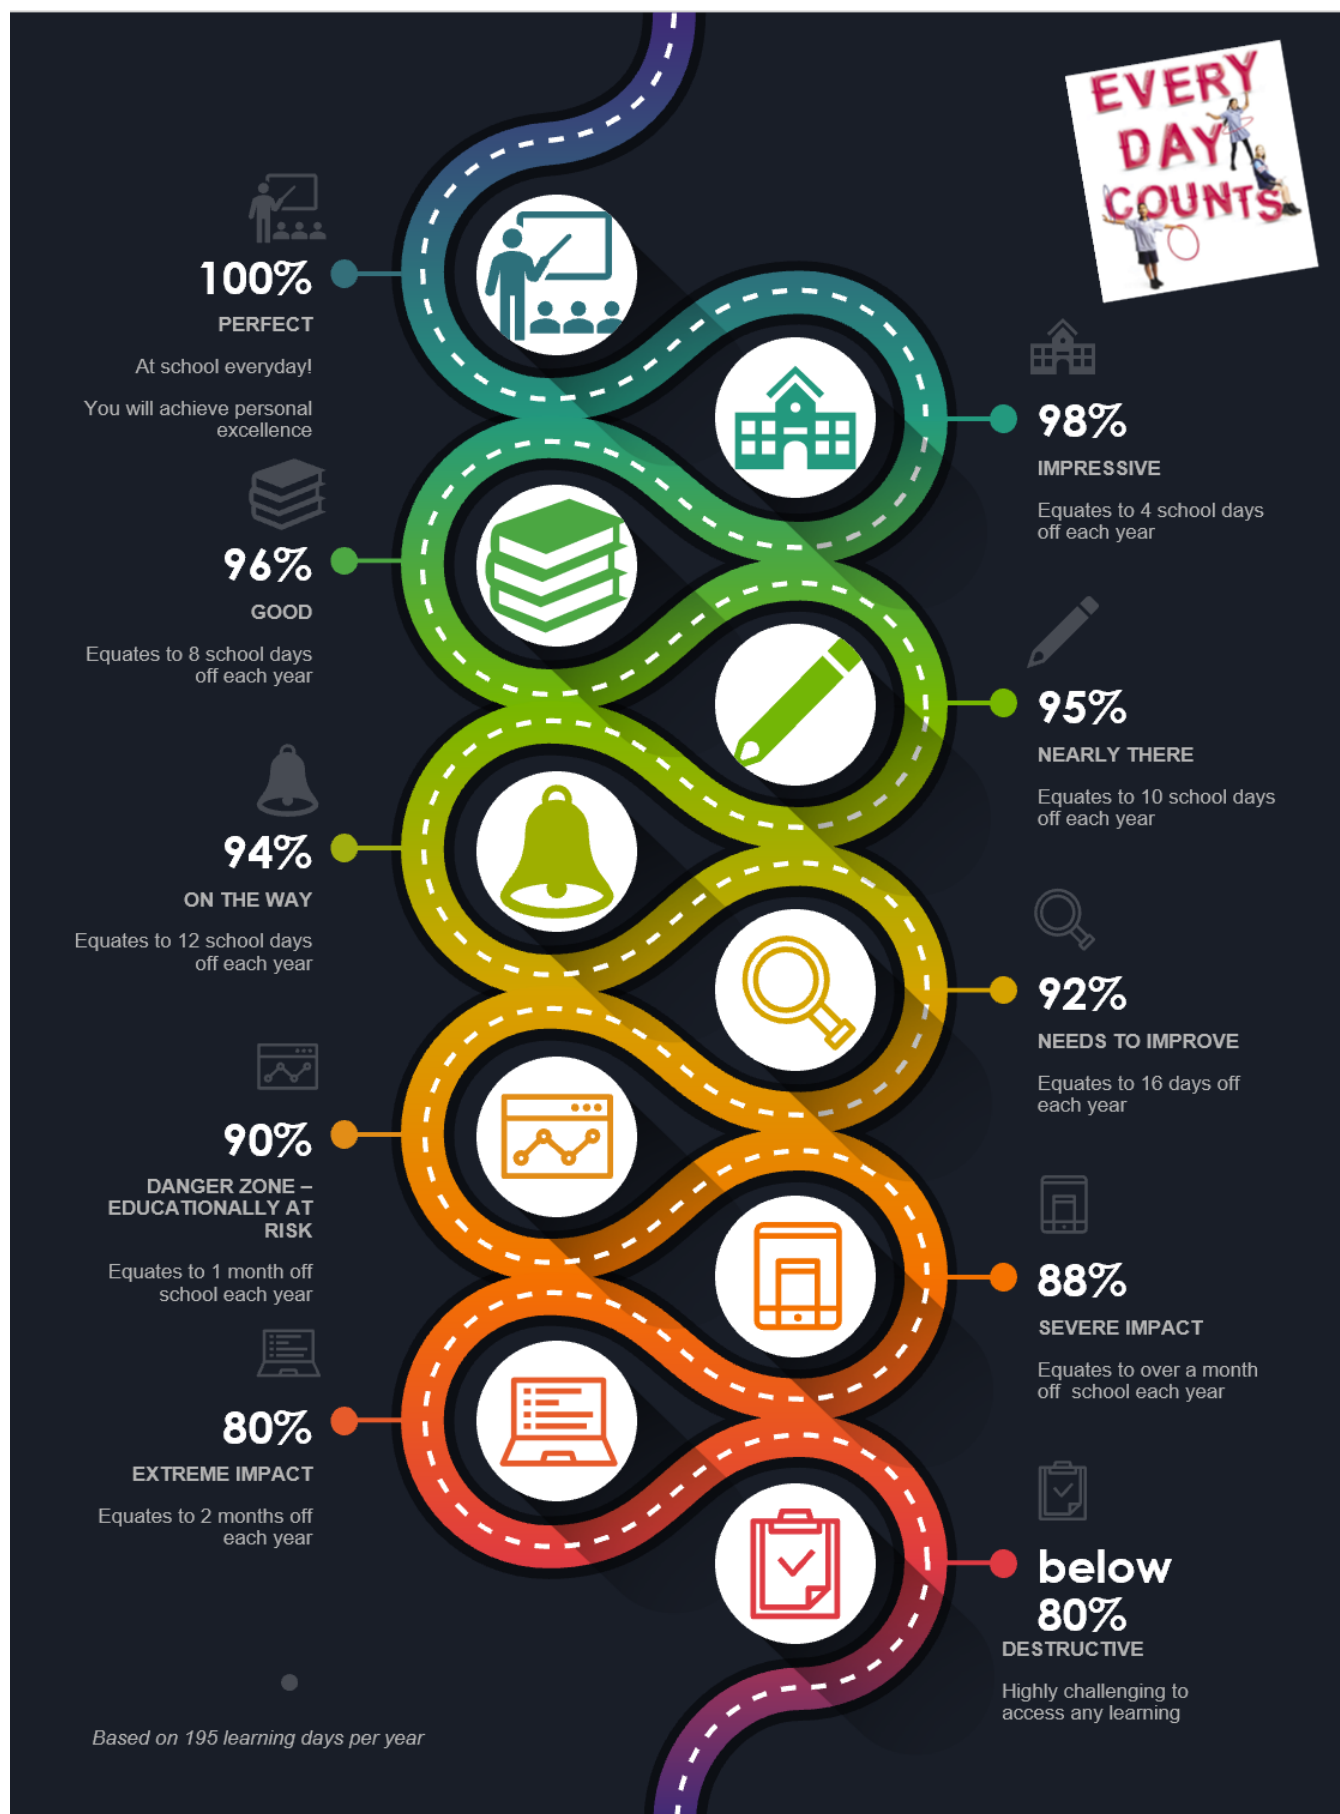 EVERY
DAY
COUNTS
100%
PERFECT
At school everyday!
You will achieve personal
excellence
98%
IMPRESSIVE
Equates to 4 school days
off each year
96%
GOOD
Equates to 8 school days
off each year
95%
NEARLY THERE
Equates to 10 school days
off each year
94%
ON THE WAY
Equates to 12 school days
off each year
92%
NEEDS TO IMPROVE
Equates to 16 days off
each year
90%
DANGER ZONE –
EDUCATIONALLY AT
RISK
Equates to 1 month off
school each year
88%
SEVERE IMPACT
Equates to over a month
off school each year
80%
EXTREME IMPACT
Equates to 2 months off
each year
below
80%
DESTRUCTIVE
Highly challenging to
access any learning
Based on 195 learning days per year